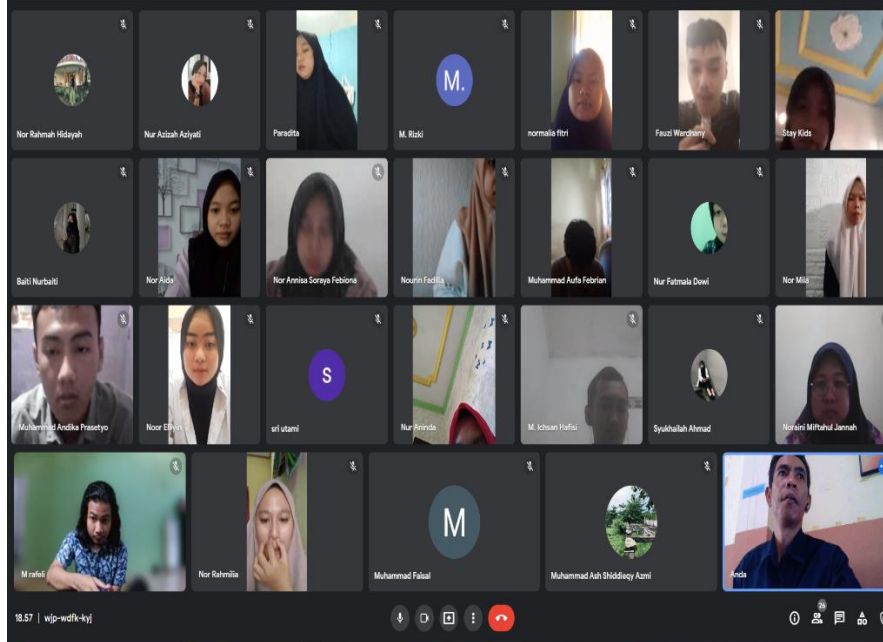 Nor Rahmah Hidayah
Nur Azizah Aziyati
Paradita
M.
M. Rizki
normalia fitri
Fauzi Wardhany
Stay Kids
Baiti Nurbaiti
Nor Aida
Nor Annisa Soraya Febiona
Nourin Fadilla
Muhammad Aufa Febrian
Nur Fatmala Dewi
Nor Mila
Muhammad Andika Prasetyo
Noor
S
sri utami
Nur Aninda
M. Ichsan Hafisi
Syukhailah Ahmad
Noraini Miftahul Jannah
M rafeli
Nor Rahmilia
M
Muhammad Faisal
Muhammad Ash Shiddieqy Azmi
Anda
18.57 | wjp-wdfk-kyj
26